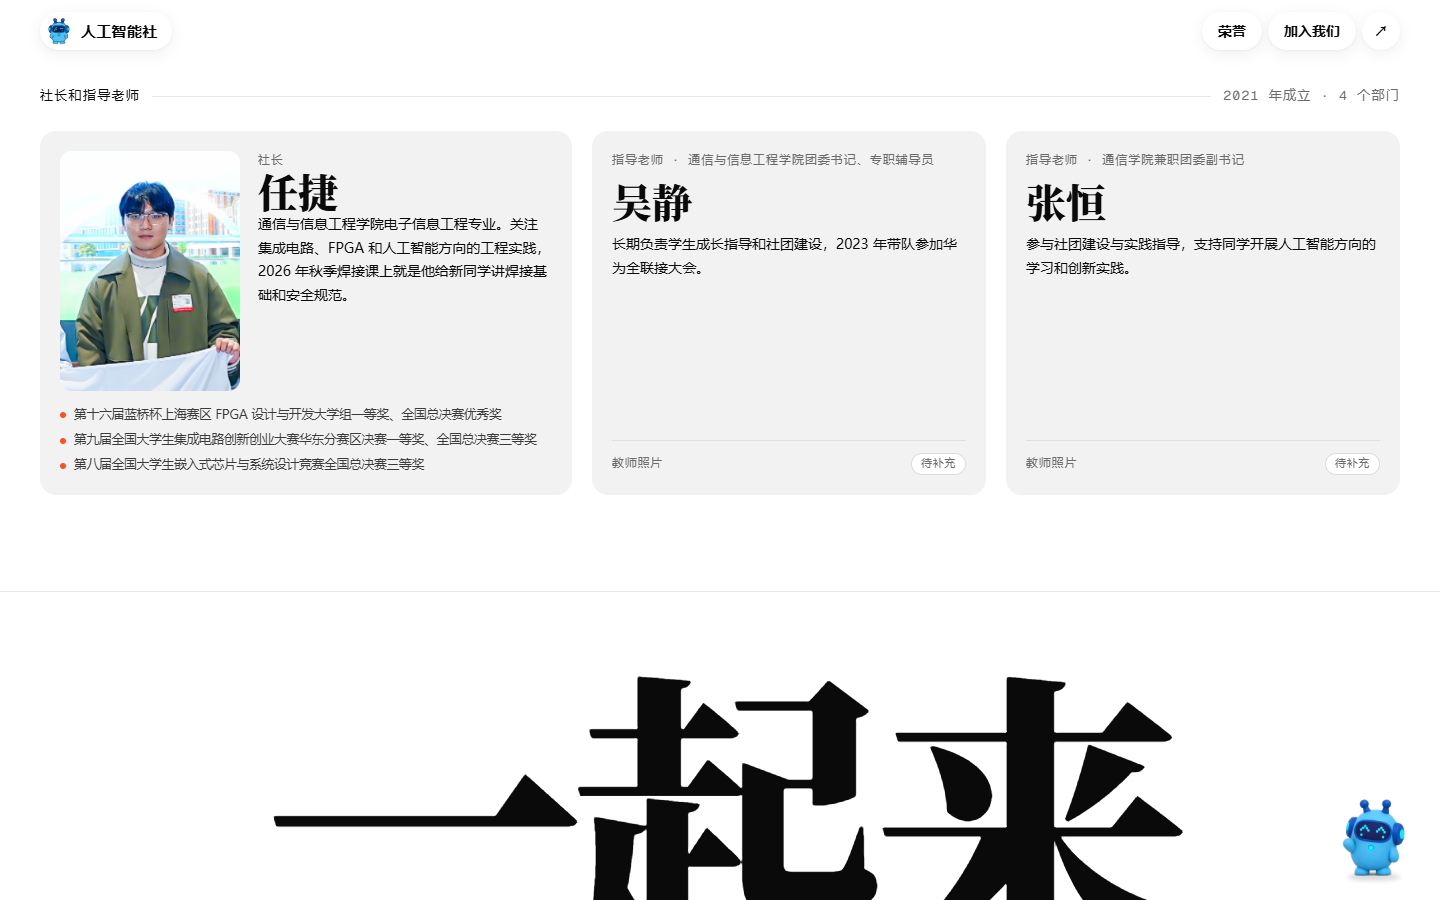 人工智能社
荣誉
加入我们
↗
社长和指导老师
2021 年成立 · 4 个部门
社长
任捷
通信与信息工程学院电子信息工程专业。关注
集成电路、FPGA 和人工智能方向的工程实践，
2026 年秋季焊接课上就是他给新同学讲焊接基
础和安全规范。
第十六届蓝桥杯上海赛区 FPGA 设计与开发大学组一等奖、全国总决赛优秀奖
第九届全国大学生集成电路创新创业大赛华东分赛区决赛一等奖、全国总决赛三等奖
第八届全国大学生嵌入式芯片与系统设计竞赛全国总决赛三等奖
指导老师 · 通信与信息工程学院团委书记、专职辅导员
吴静
长期负责学生成长指导和社团建设，2023 年带队参加华
为全联接大会。
教师照片
待补充
指导老师 · 通信学院兼职团委副书记
张恒
参与社团建设与实践指导，支持同学开展人工智能方向的
学习和创新实践。
教师照片
待补充
一起来